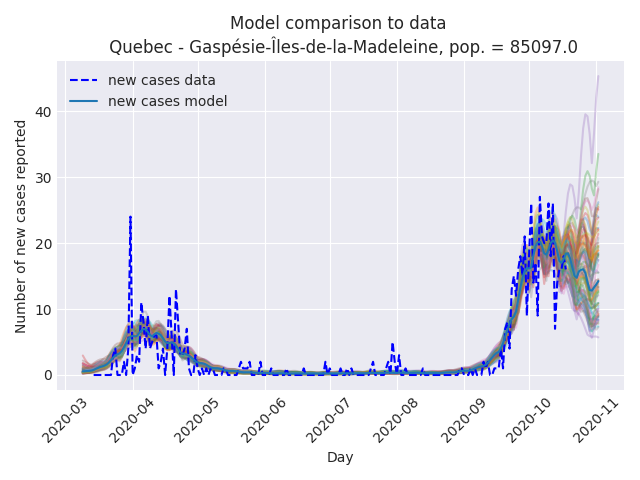 Model comparison to data
Quebec - Gaspésie-Îles-de-la-Madeleine, pop. = 85097.0
new cases data
new cases model
Number of new cases reported
40
30
20
10
0
2020-03
2020-04
2020-05
2020-06
2020-07
2020-08
2020-09
2020-10
2020-11
Day